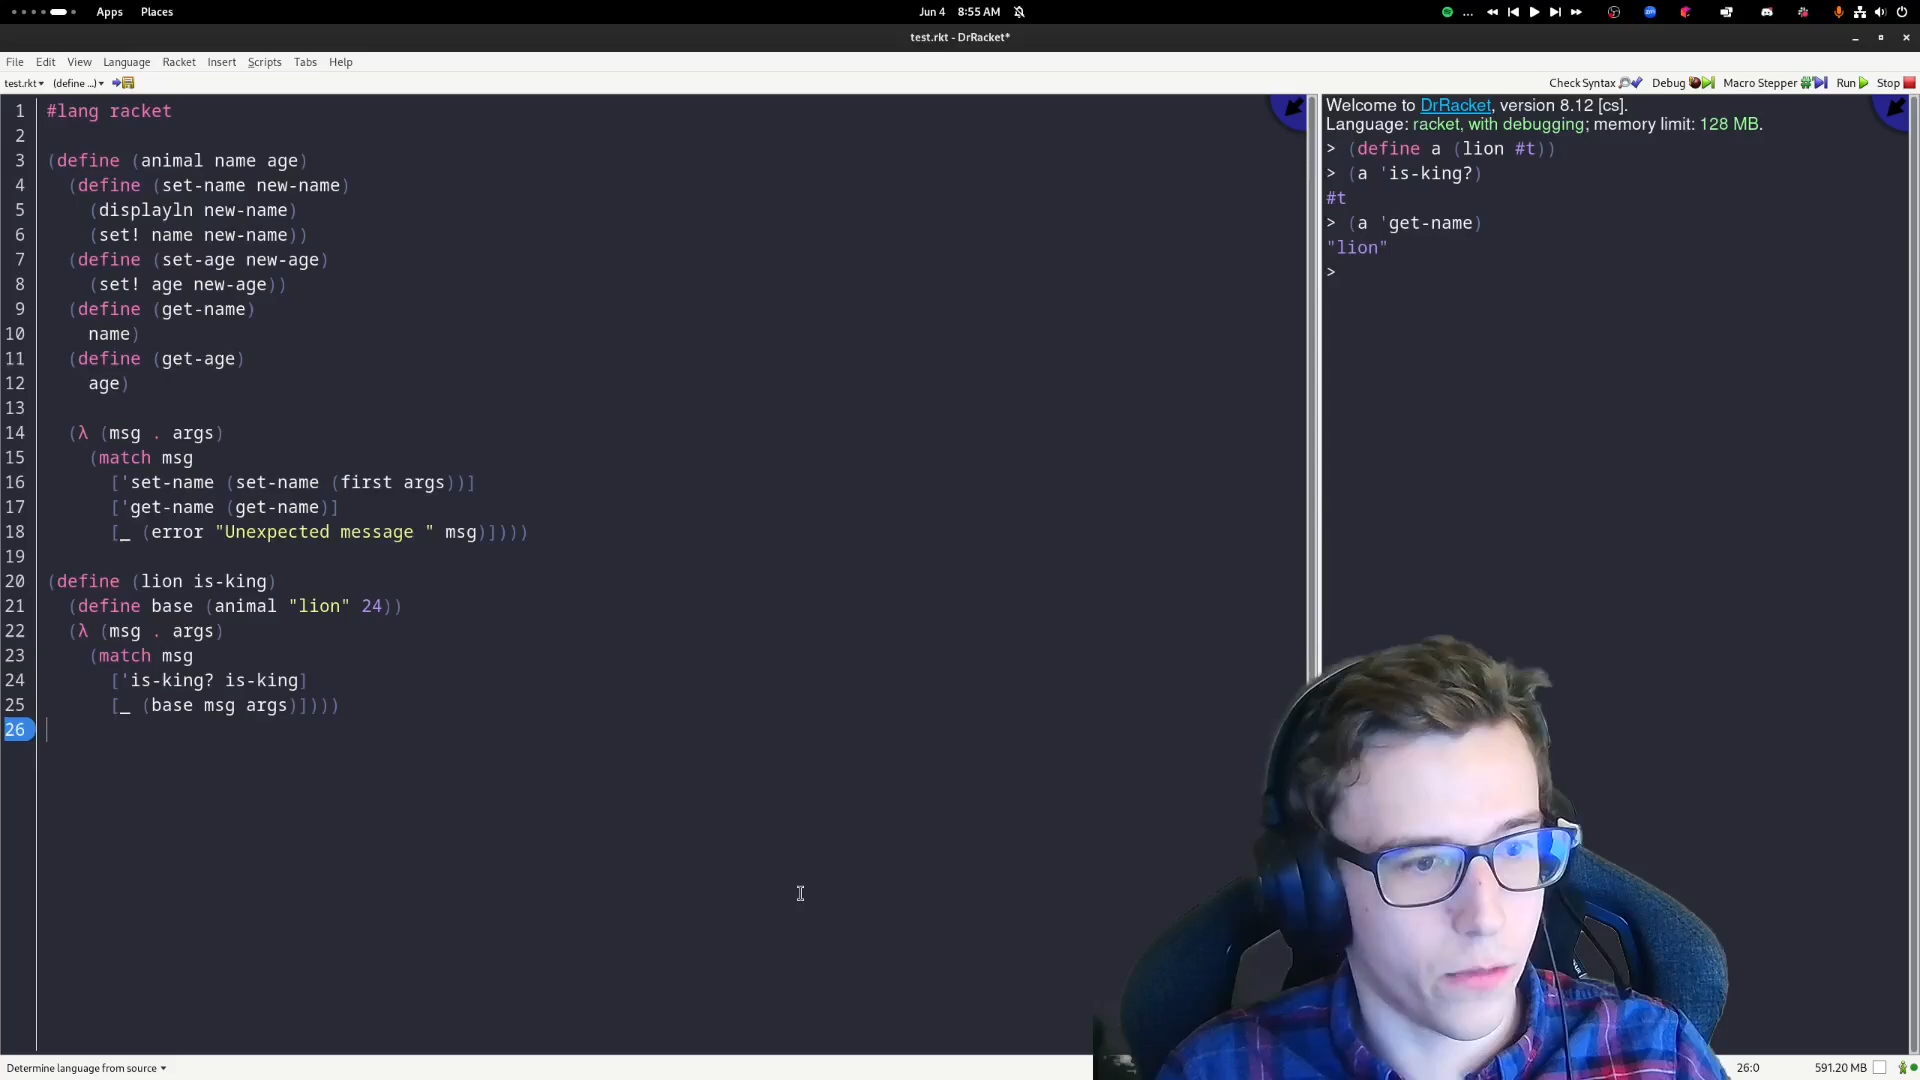 Apps Places
Jun 4 8:55 AM
...
test.rkt - DrRacket*
File Edit View Language Racket Insert Scripts Tabs Help
test.rkt▾ (define ...)▾
Check Syntax Debug Macro Stepper Run Stop
1 #lang racket
2
3 (define (animal name age)
4 (define (set-name new-name)
5 (displayln new-name)
6 (set! name new-name))
7 (define (set-age new-age)
8 (set! age new-age))
9 (define (get-name)
10 name)
11 (define (get-age)
12 age)
13
14 (λ (msg . args)
15 (match msg
16 ['set-name (set-name (first args))]
17 ['get-name (get-name)]
18 [_ (error "Unexpected message " msg)])))
19
20 (define (lion is-king)
21 (define base (animal "lion" 24))
22 (λ (msg . args)
23 (match msg
24 ['is-king? is-king]
25 [_ (base msg args)])))
26
Welcome to DrRacket, version 8.12 [cs].
Language: racket, with debugging; memory limit: 128 MB.
> (define a (lion #t))
> (a 'is-king?)
#t
> (a 'get-name)
"lion"
>
Determine language from source ▾
26:0
591.20 MB